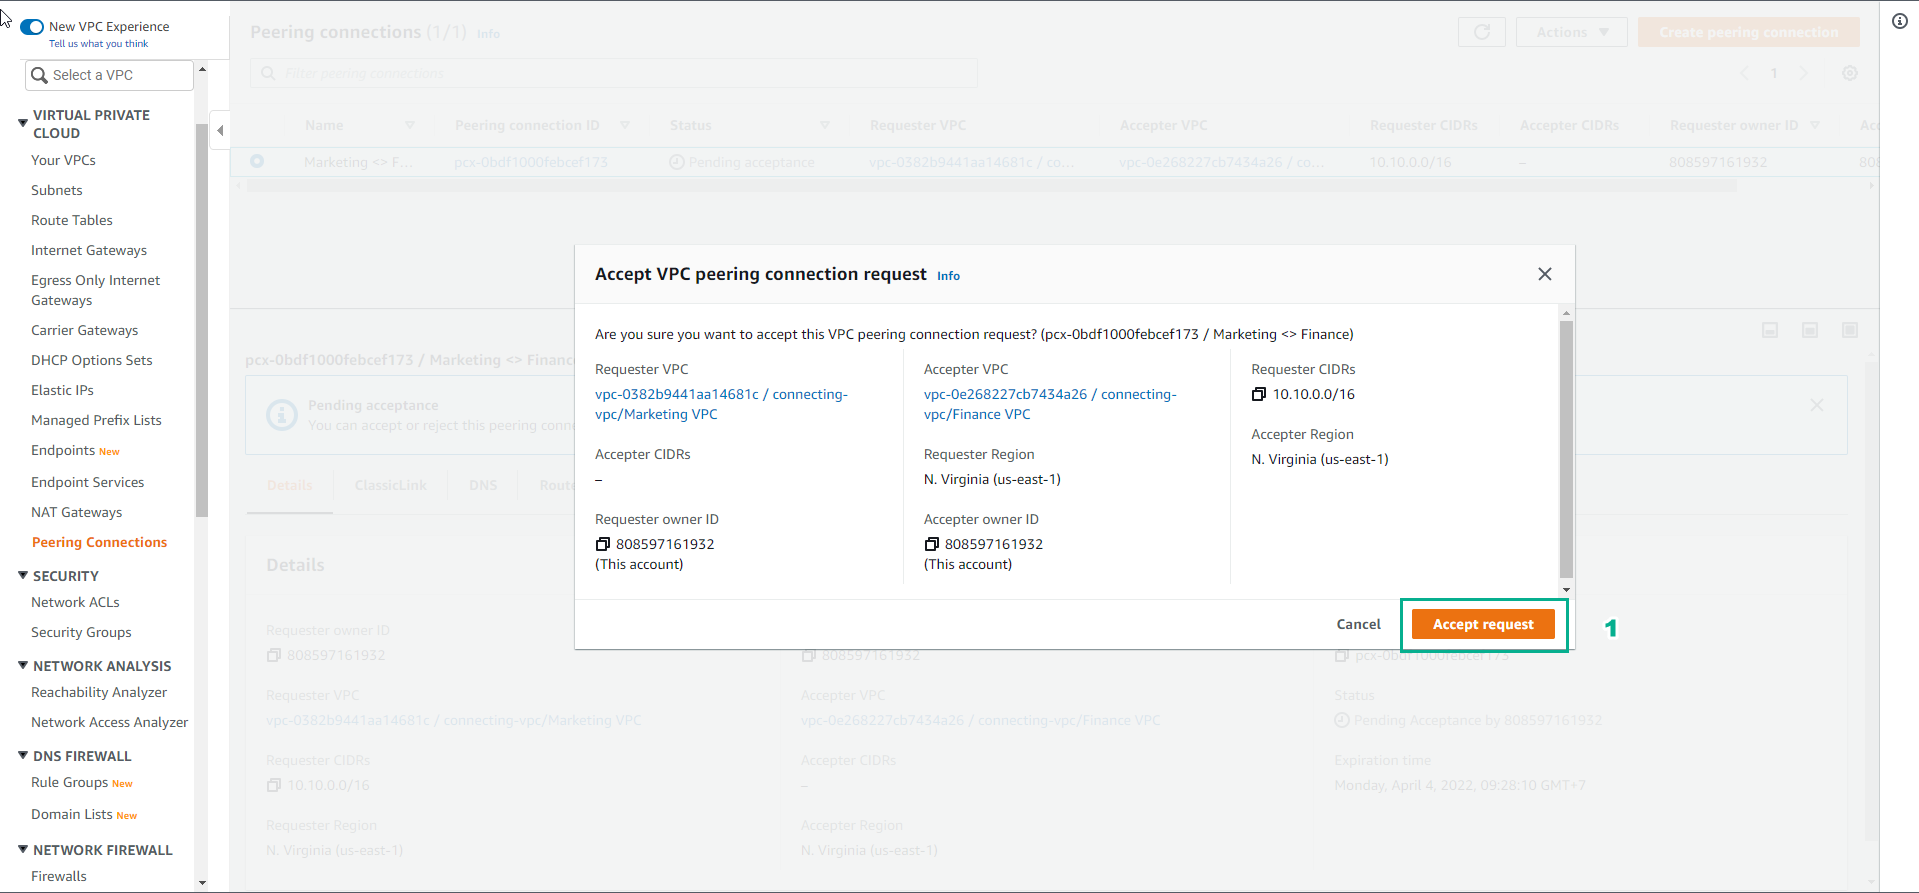 New VPC Experience
Tell us what you think
Select a VPC
VIRTUAL PRIVATE
CLOUD
Your VPCs
Subnets
Route Tables
Internet Gateways
Egress Only Internet
Gateways
Carrier Gateways
DHCP Options Sets
Elastic IPs
Managed Prefix Lists
Endpoints New
Endpoint Services
NAT Gateways
Peering Connections
SECURITY
Network ACLs
Security Groups
NETWORK ANALYSIS
Reachability Analyzer
Network Access Analyzer
DNS FIREWALL
Rule Groups New
Domain Lists New
NETWORK FIREWALL
Firewalls
Peering connections (1/1) Info
Actions
Create peering connection
Filter peering connections
1
Name Peering connection ID Status Requester VPC Accepter VPC Requester CIDRs Accepter CIDRs Requester owner ID Acc
Marketing <> F... pcx-0bdf1000febcef173 Pending acceptance vpc-0382b9441aa14681c / co... vpc-0e268227cb7434a26 / co... 10.10.0.0/16 – 808597161932 808
Accept VPC peering connection request Info
Are you sure you want to accept this VPC peering connection request? (pcx-0bdf1000febcef173 / Marketing <> Finance)
Requester VPC
vpc-0382b9441aa14681c / connecting-
vpc/Marketing VPC
Accepter VPC
vpc-0e268227cb7434a26 / connecting-
vpc/Finance VPC
Requester CIDRs
10.10.0.0/16
Accepter CIDRs
–
Requester Region
N. Virginia (us-east-1)
Accepter Region
N. Virginia (us-east-1)
Requester owner ID
808597161932
(This account)
Accepter owner ID
808597161932
(This account)
Cancel
Accept request
1
pcx-0bdf1000febcef173 / Marketing <> Finance
Pending acceptance
You can accept or reject this peering conne
Details ClassicLink DNS Route
Details
Requester owner ID
808597161932
808597161932
pcx-0bdf1000febcef173
Requester VPC
vpc-0382b9441aa14681c / connecting-vpc/Marketing VPC
Accepter VPC
vpc-0e268227cb7434a26 / connecting-vpc/Finance VPC
Status
Pending Acceptance by 808597161932
Requester CIDRs
10.10.0.0/16
Accepter CIDRs
–
Expiration time
Monday, April 4, 2022, 09:28:10 GMT+7
Requester Region
N. Virginia (us-east-1)
Accepter Region
N. Virginia (us-east-1)